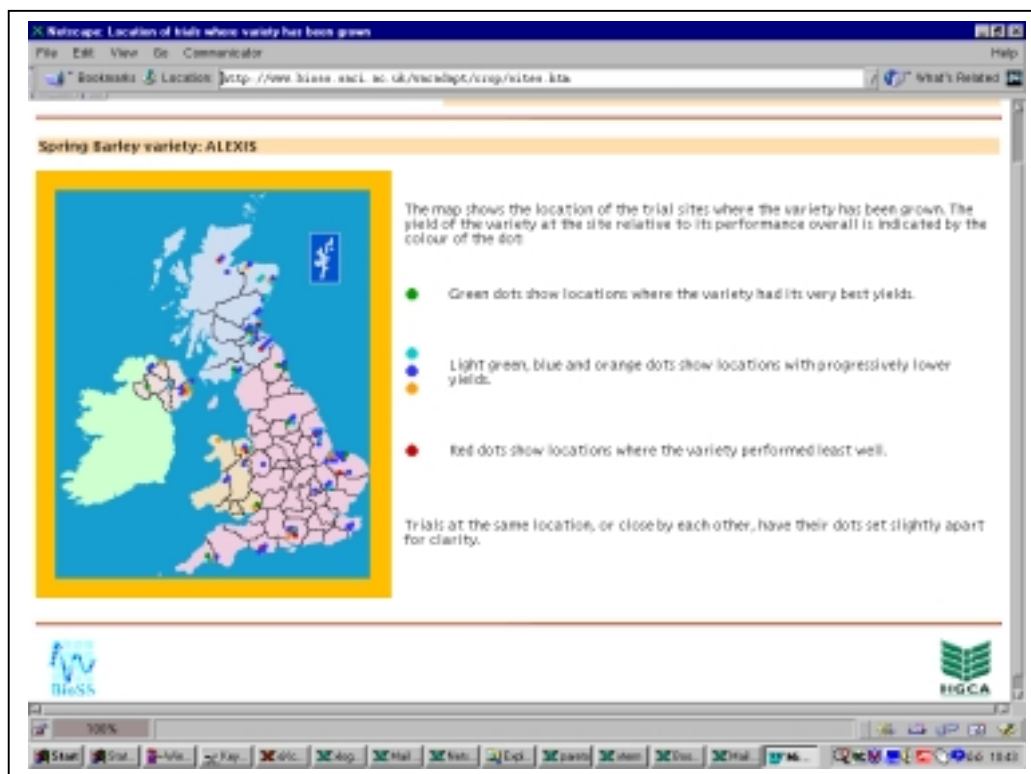 Netscape: Location of trials where variety has been grown
File Edit View Go Communicator Help
Bookmarks Location: What's Related
Spring Barley variety: ALEXIS
The map shows the location of the trial sites where the variety has been grown. The
yield of the variety at the site relative to its performance overall is indicated by the
colour of the dot:
Green dots show locations where the variety had its very best yields.
Light green, blue and orange dots show locations with progressively lower
yields.
Red dots show locations where the variety performed least well.
Trials at the same location, or close by each other, have their dots set slightly apart
for clarity.
BioSS
HGCA
100%
Start